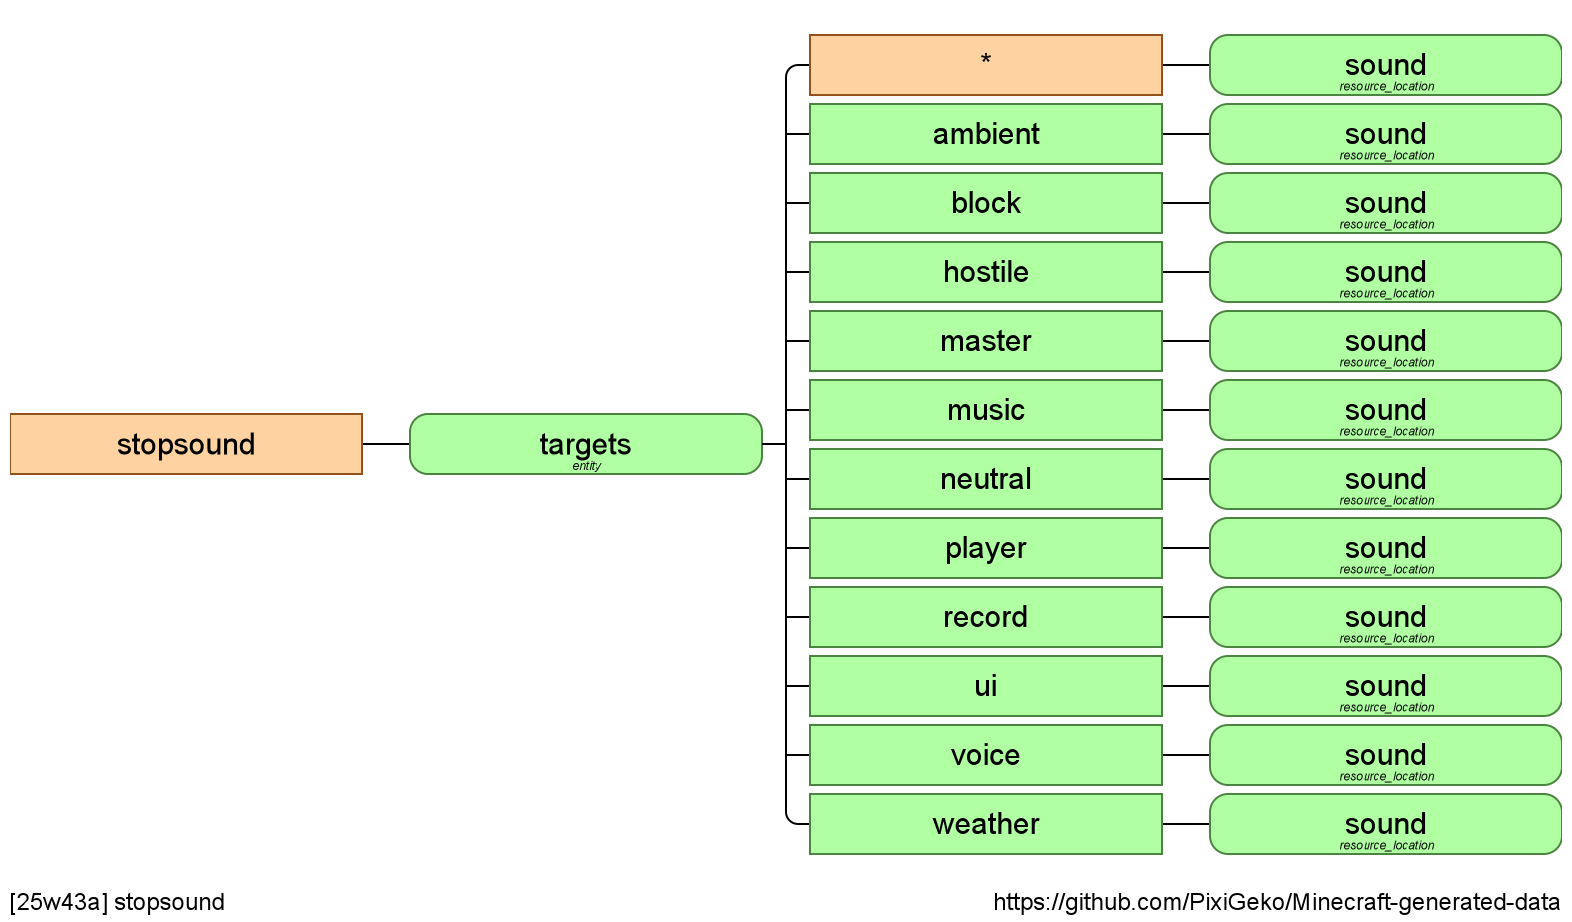 *
sound
resource_location
ambient
sound
resource_location
block
sound
resource_location
hostile
sound
resource_location
master
sound
resource_location
music
sound
resource_location
stopsound
targets
entity
neutral
sound
resource_location
player
sound
resource_location
record
sound
resource_location
ui
sound
resource_location
voice
sound
resource_location
weather
sound
resource_location
[25w43a] stopsound
https://github.com/PixiGeko/Minecraft-generated-data